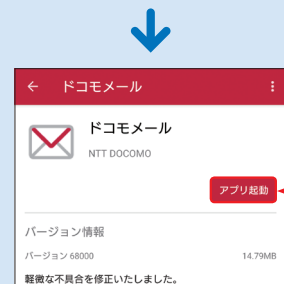 ドコモメール
ドコモメール
NTT DOCOMO
アプリ起動
バージョン情報
バージョン 68000 14.79MB
軽微な不具合を修正いたしました。